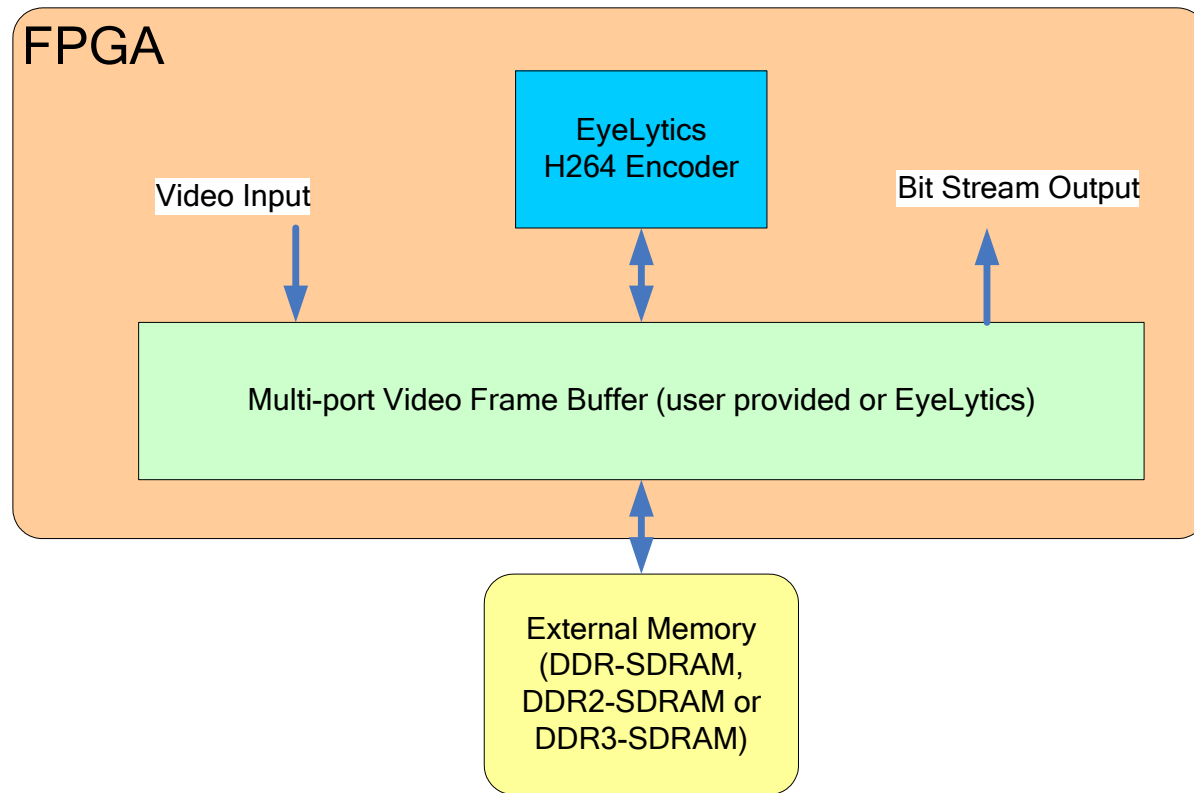 FPGA
EyeLytics
H264 Encoder
Video Input
Bit Stream Output
Multi-port Video Frame Buffer (user provided or EyeLytics)
External Memory
(DDR-SDRAM,
DDR2-SDRAM or
DDR3-SDRAM)